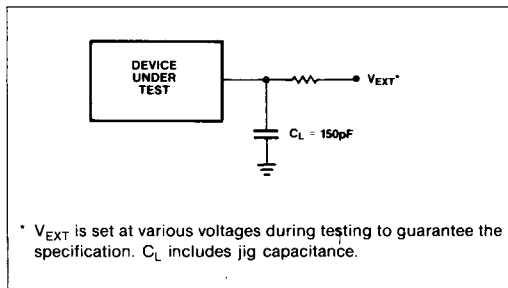 DEVICE
UNDER
TEST
VEXT*
CL = 150pF
* VEXT is set at various voltages during testing to guarantee the
specification. CL includes jig capacitance.